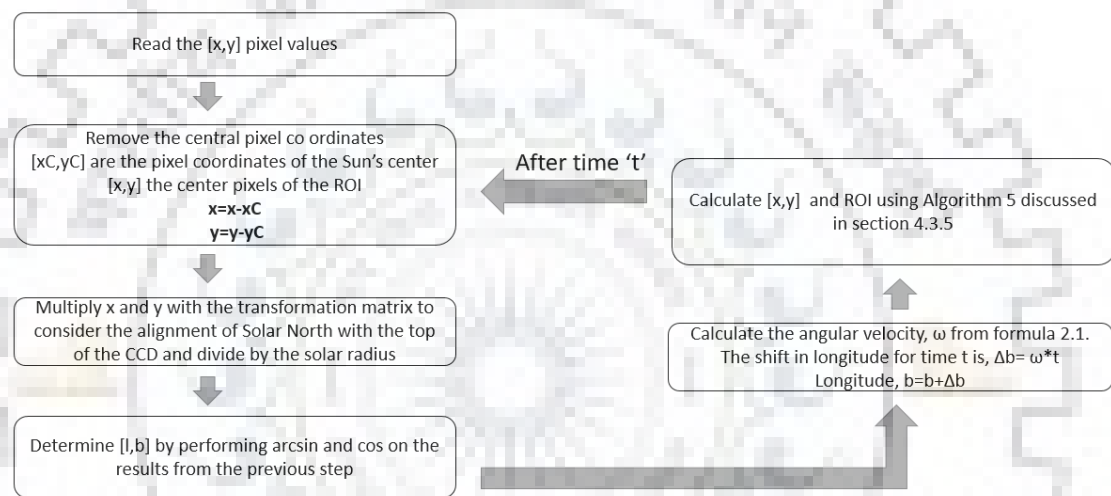 Read the [x,y] pixel values
Remove the central pixel co ordinates
[xC,yC] are the pixel coordinates of the Sun's center
[x,y] the center pixels of the ROI
x=x-xC
y=y-yC
Multiply x and y with the transformation matrix to
consider the alignment of Solar North with the top
of the CCD and divide by the solar radius
Determine [l,b] by performing arcsin and cos on the
results from the previous step
Calculate the angular velocity, ω from formula 2.1.
The shift in longitude for time t is, Δb= ω*t
Longitude, b=b+Δb
Calculate [x,y]  and ROI using Algorithm 5 discussed
in section 4.3.5
After time 't'